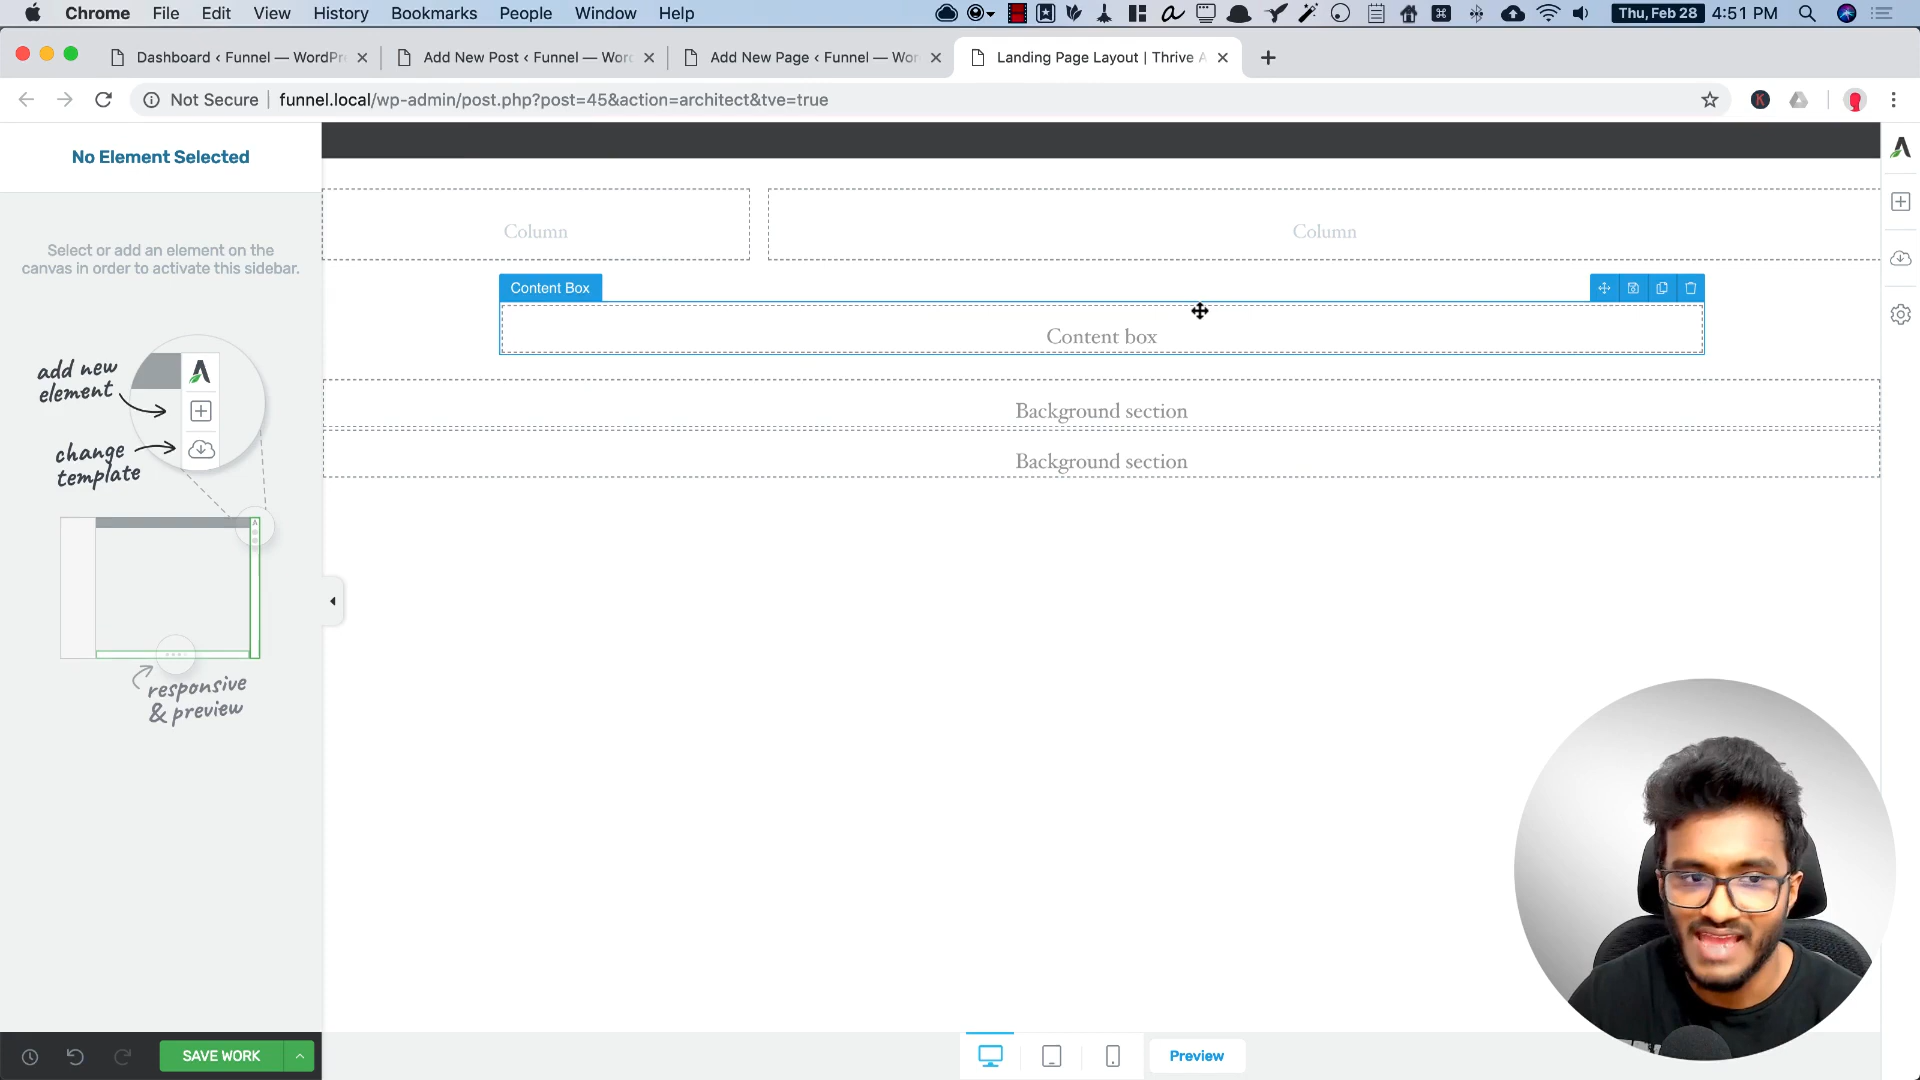 Chrome File Edit View History Bookmarks People Window Help Thu, Feb 28 4:51 PM
Dashboard ‹ Funnel — WordPr
Add New Post ‹ Funnel — Wor
Add New Page ‹ Funnel — Wor
Landing Page Layout | Thrive A
Not Secure funnel.local/wp-admin/post.php?post=45&action=architect&tve=true
No Element Selected
Select or add an element on the
canvas in order to activate this sidebar.
add new
element
change
template
responsive
& preview
Column
Column
Content Box
Content box
Background section
Background section
SAVE WORK
Preview